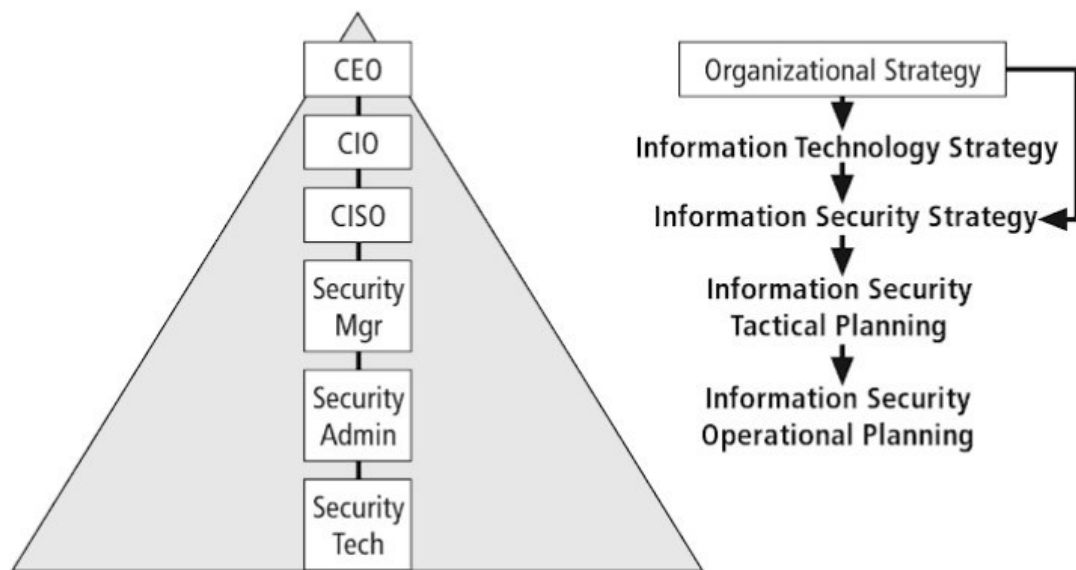 CEO
CIO
CISO
Security
Mgr
Security
Admin
Security
Tech
Organizational Strategy
Information Technology Strategy
Information Security Strategy
Information Security
Tactical Planning
Information Security
Operational Planning